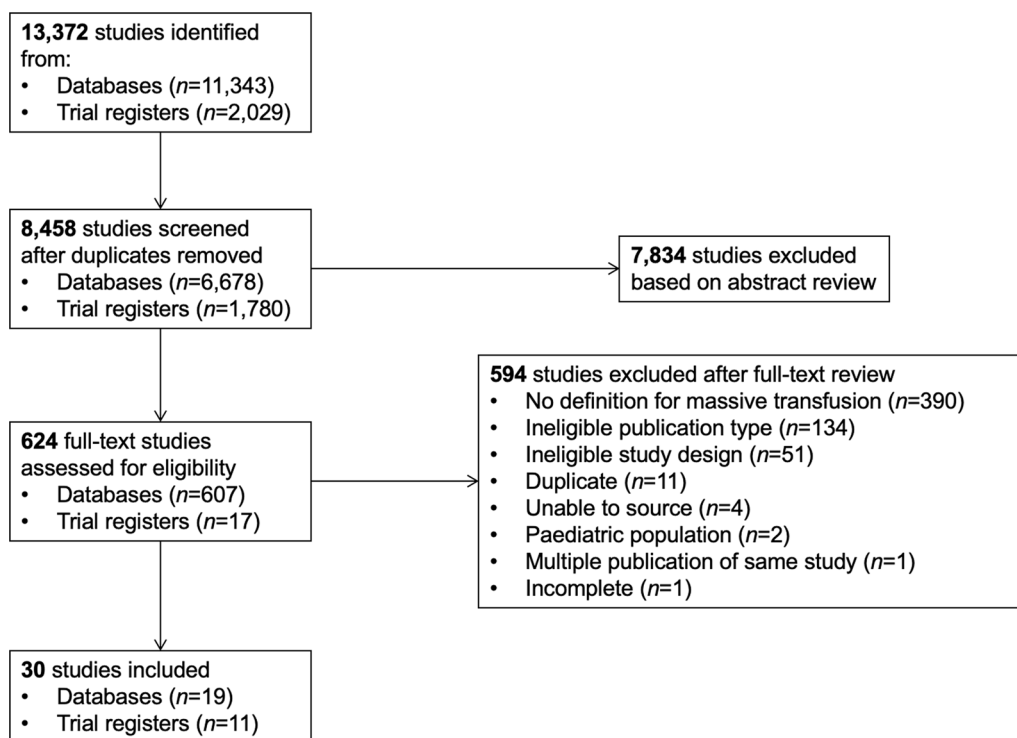 13,372 studies identified
from:
• Databases (n=11,343)
• Trial registers (n=2,029)
8,458 studies screened
after duplicates removed
• Databases (n=6,678)
• Trial registers (n=1,780)
7,834 studies excluded
based on abstract review
624 full-text studies
assessed for eligibility
• Databases (n=607)
• Trial registers (n=17)
594 studies excluded after full-text review
• No definition for massive transfusion (n=390)
• Ineligible publication type (n=134)
• Ineligible study design (n=51)
• Duplicate (n=11)
• Unable to source (n=4)
• Paediatric population (n=2)
• Multiple publication of same study (n=1)
• Incomplete (n=1)
30 studies included
• Databases (n=19)
• Trial registers (n=11)